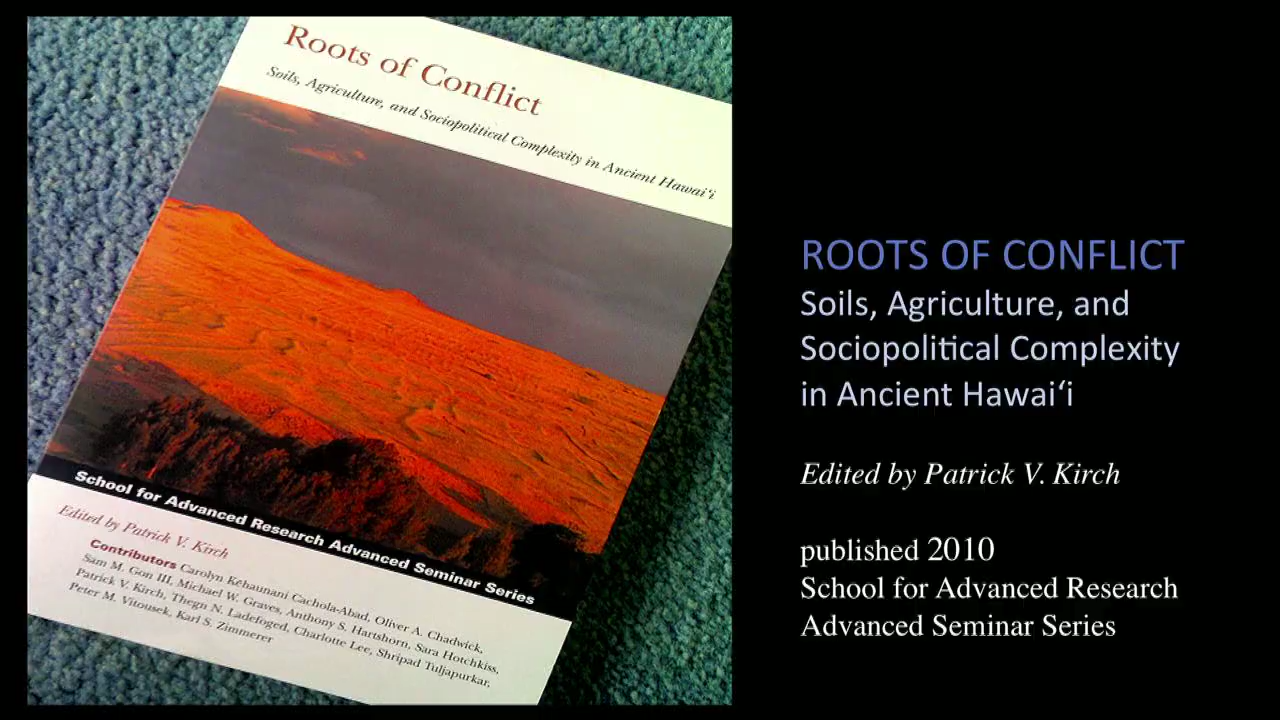 Roots of Conflict
Soils, Agriculture, and Sociopolitical Complexity in Ancient Hawaiʻi
School for Advanced Research Advanced Seminar Series
Edited by Patrick V. Kirch
Contributors Carolyn Kēhaunani Cachola-Abad, Oliver A. Chadwick,
Sam M. Gon III, Michael W. Graves, Anthony S. Hartshorn, Sara Hotchkiss,
Patrick V. Kirch, Thegn N. Ladefoged, Charlotte Lee, Shripad Tuljapurkar,
Peter M. Vitousek, Karl S. Zimmerer
ROOTS OF CONFLICT
Soils, Agriculture, and
Sociopolitical Complexity
in Ancient Hawaiʻi
Edited by Patrick V. Kirch
published 2010
School for Advanced Research
Advanced Seminar Series